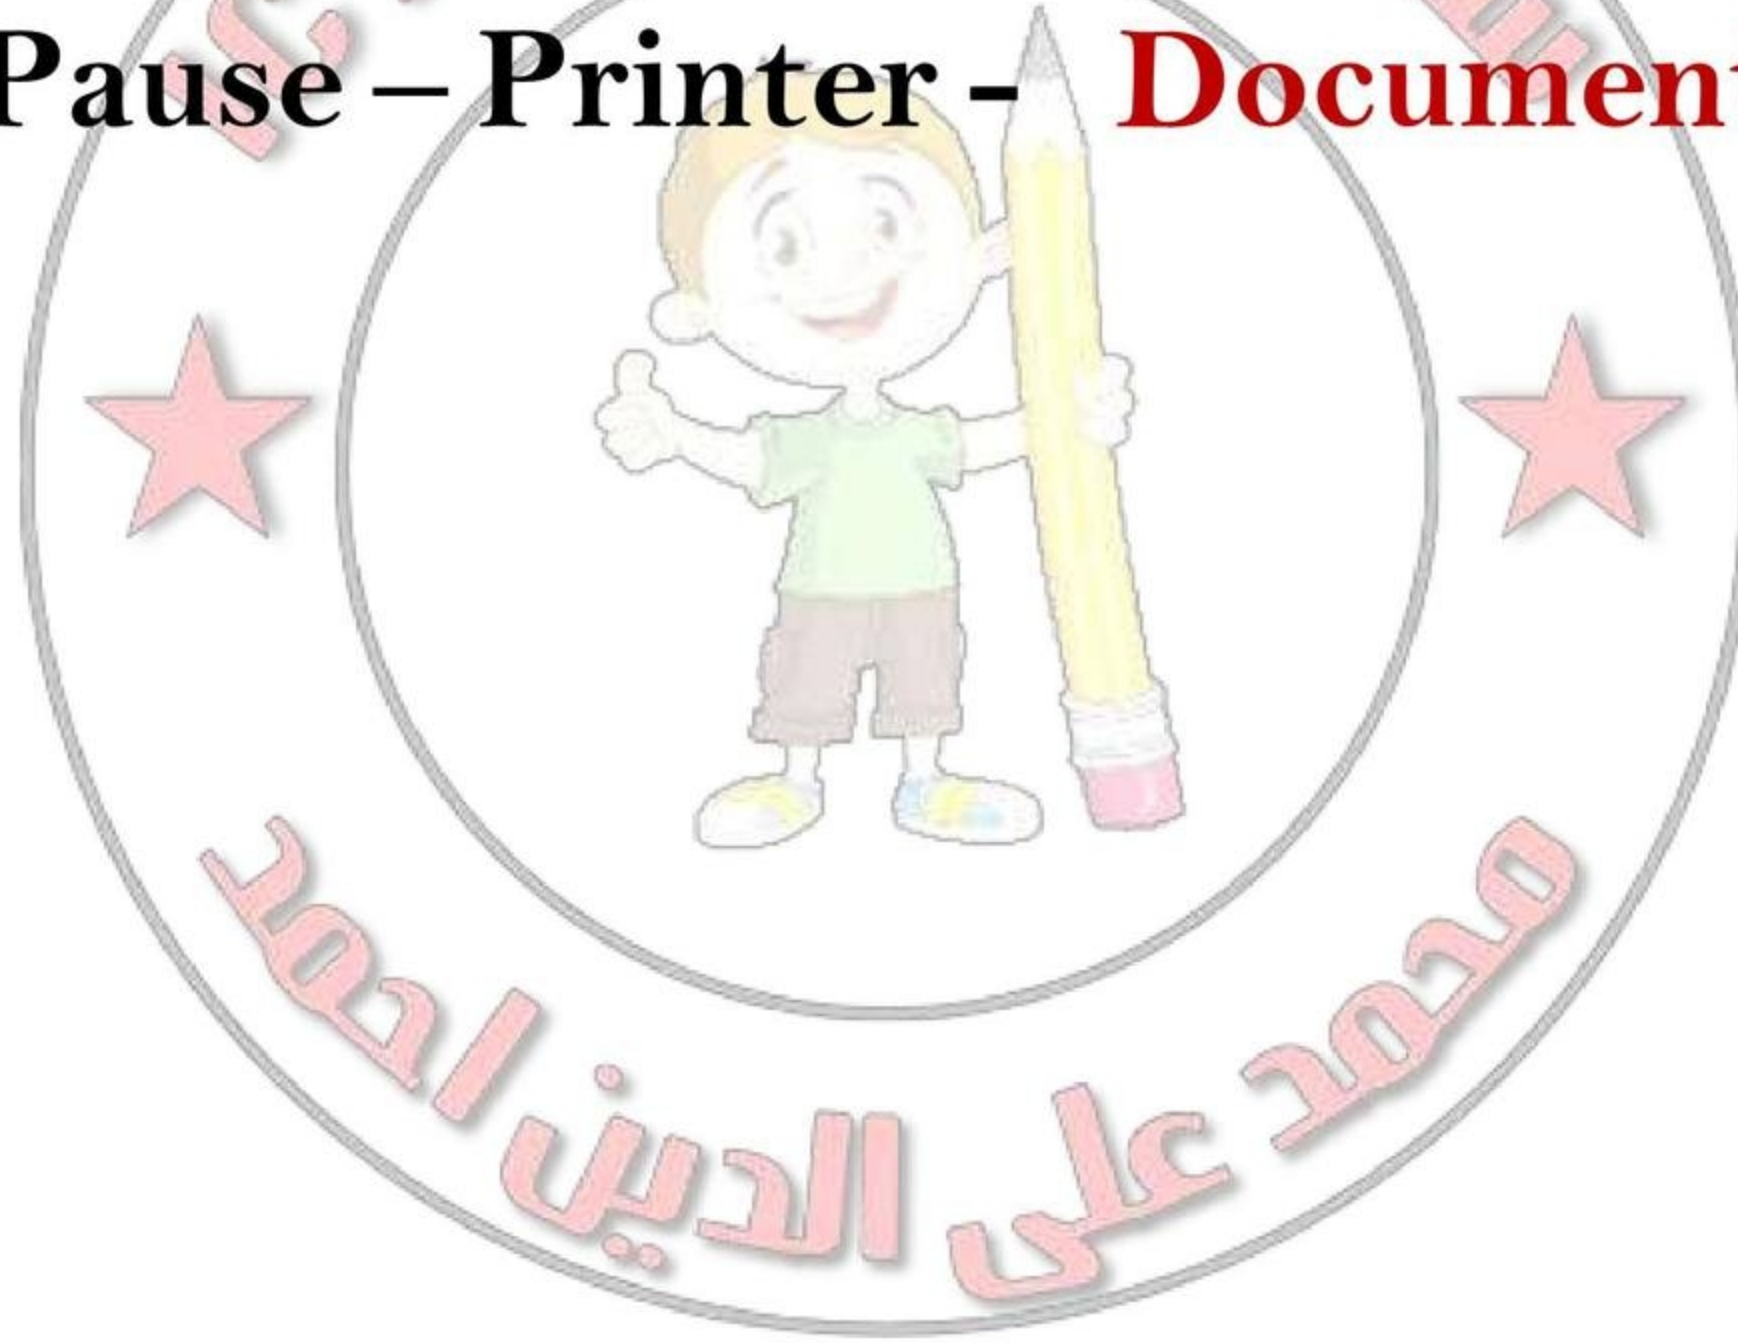 Pause – Printer - Document
محمد على الدين احمد